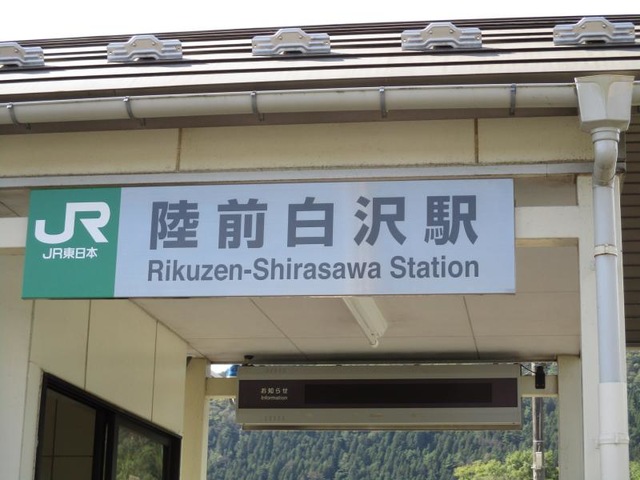 JR
JR東日本
陸前白沢駅
Rikuzen-Shirasawa Station
お知らせ
Information